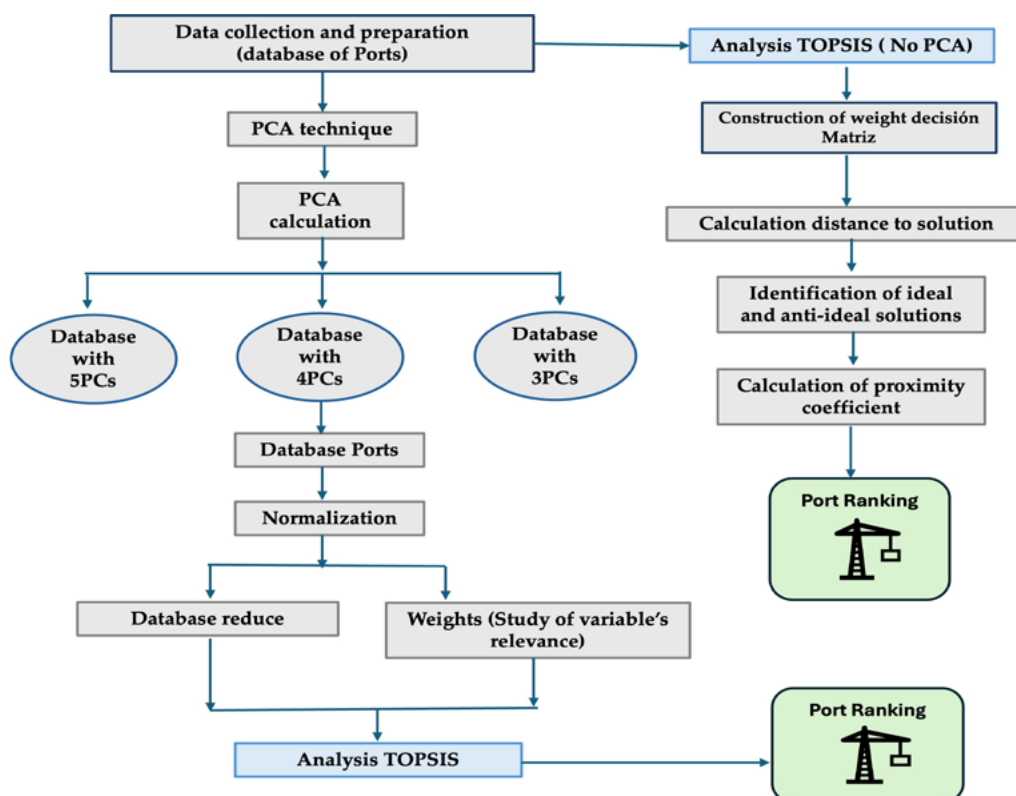 Data collection and preparation
(database of Ports)
Analysis TOPSIS ( No PCA)
PCA technique
Construction of weight decisión
Matriz
PCA
calculation
Calculation distance to solution
Identification of ideal
and anti-ideal solutions
Database
with
5PCs
Database
with
4PCs
Database
with
3PCs
Calculation of proximity
coefficient
Database Ports
Normalization
Port Ranking
Database reduce
Weights (Study of variable's
relevance)
Analysis TOPSIS
Port Ranking